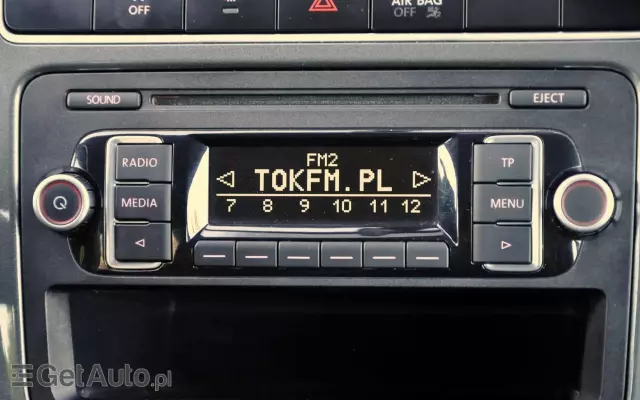 OFF
AIR BAG
OFF
SOUND
EJECT
RADIO
FM2
TP
TOKFM.PL
MEDIA
7 8 9 10 11 12
MENU
GetAuto.pl